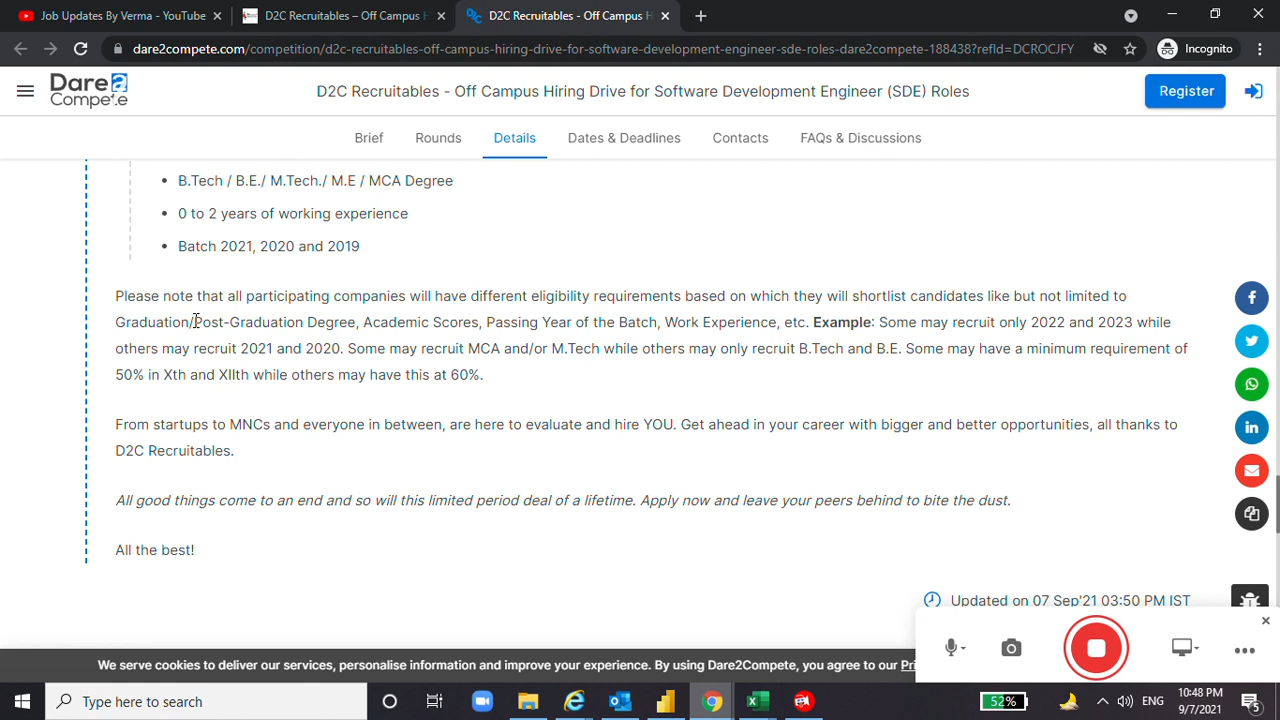 Job Updates By Verma - YouTube
D2C Recruitables – Off Campus H
D2C Recruitables - Off Campus H
dare2compete.com/competition/d2c-recruitables-off-campus-hiring-drive-for-software-development-engineer-sde-roles-dare2compete-188438?refId=DCROCJFY
Incognito
Dare2
Compete
D2C Recruitables - Off Campus Hiring Drive for Software Development Engineer (SDE) Roles
Register
Brief
Rounds
Details
Dates & Deadlines
Contacts
FAQs & Discussions
• B.Tech / B.E./ M.Tech./ M.E / MCA Degree
• 0 to 2 years of working experience
• Batch 2021, 2020 and 2019
Please note that all participating companies will have different eligibility requirements based on which they will shortlist candidates like but not limited to
Graduation/Post-Graduation Degree, Academic Scores, Passing Year of the Batch, Work Experience, etc. Example: Some may recruit only 2022 and 2023 while
others may recruit 2021 and 2020. Some may recruit MCA and/or M.Tech while others may only recruit B.Tech and B.E. Some may have a minimum requirement of
50% in Xth and XIIth while others may have this at 60%.
From startups to MNCs and everyone in between, are here to evaluate and hire YOU. Get ahead in your career with bigger and better opportunities, all thanks to
D2C Recruitables.
All good things come to an end and so will this limited period deal of a lifetime. Apply now and leave your peers behind to bite the dust.
All the best!
Updated on 07 Sep'21 03:50 PM IST
We serve cookies to deliver our services, personalise information and improve your experience. By using Dare2Compete, you agree to our Pri
Type here to search
52%
ENG
10:48 PM
9/7/2021
5